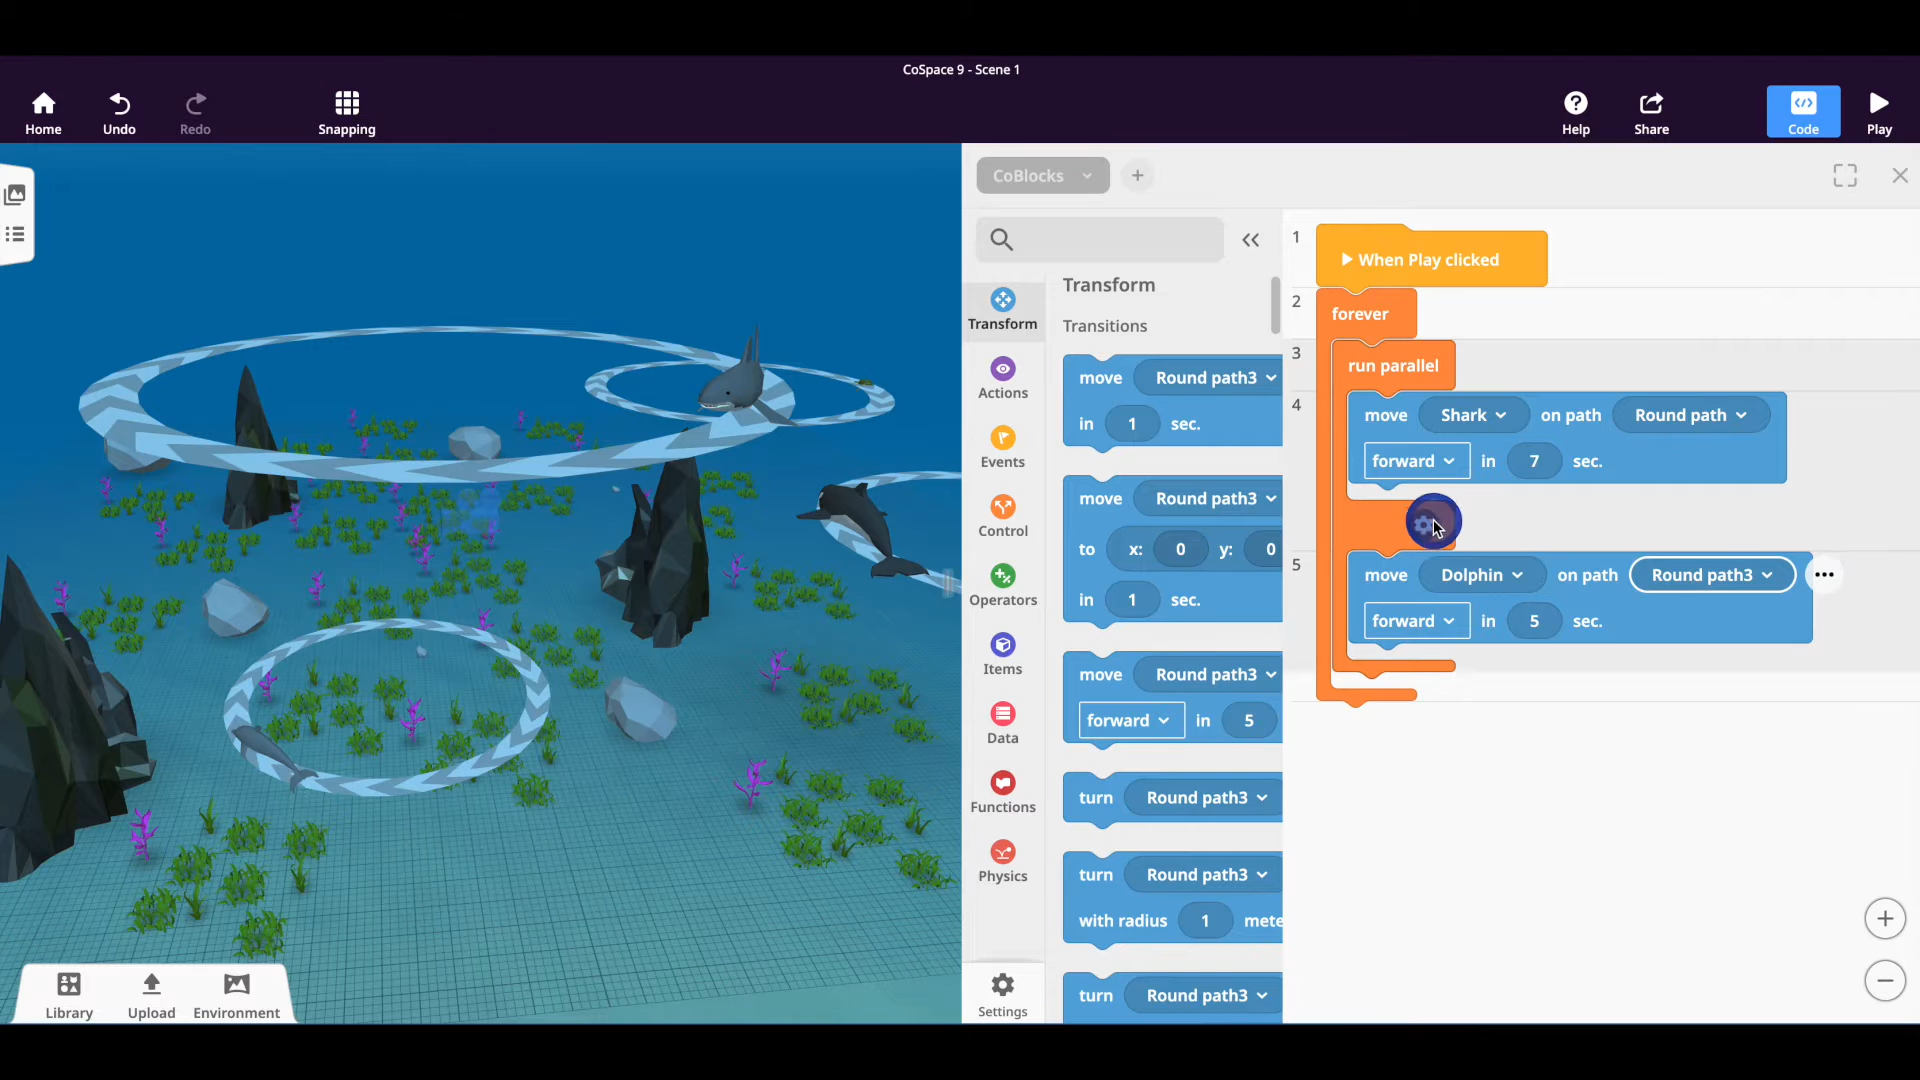 CoSpace 9 - Scene 1
Home
Undo
Redo
Snapping
Help
Share
Code
Play
CoBlocks
Transform
Actions
Events
Control
Operators
Items
Data
Functions
Physics
Settings
Transform
Transitions
move Round path3
in 1 sec.
move Round path3
to x: 0 y: 0
in 1 sec.
move Round path3
forward in 5
turn Round path3
turn Round path3
with radius 1 mete
turn Round path3
1
When Play clicked
2
forever
3
run parallel
4
move Shark on path Round path
forward in 7 sec.
5
move Dolphin on path Round path3
forward in 5 sec.
Library
Upload
Environment